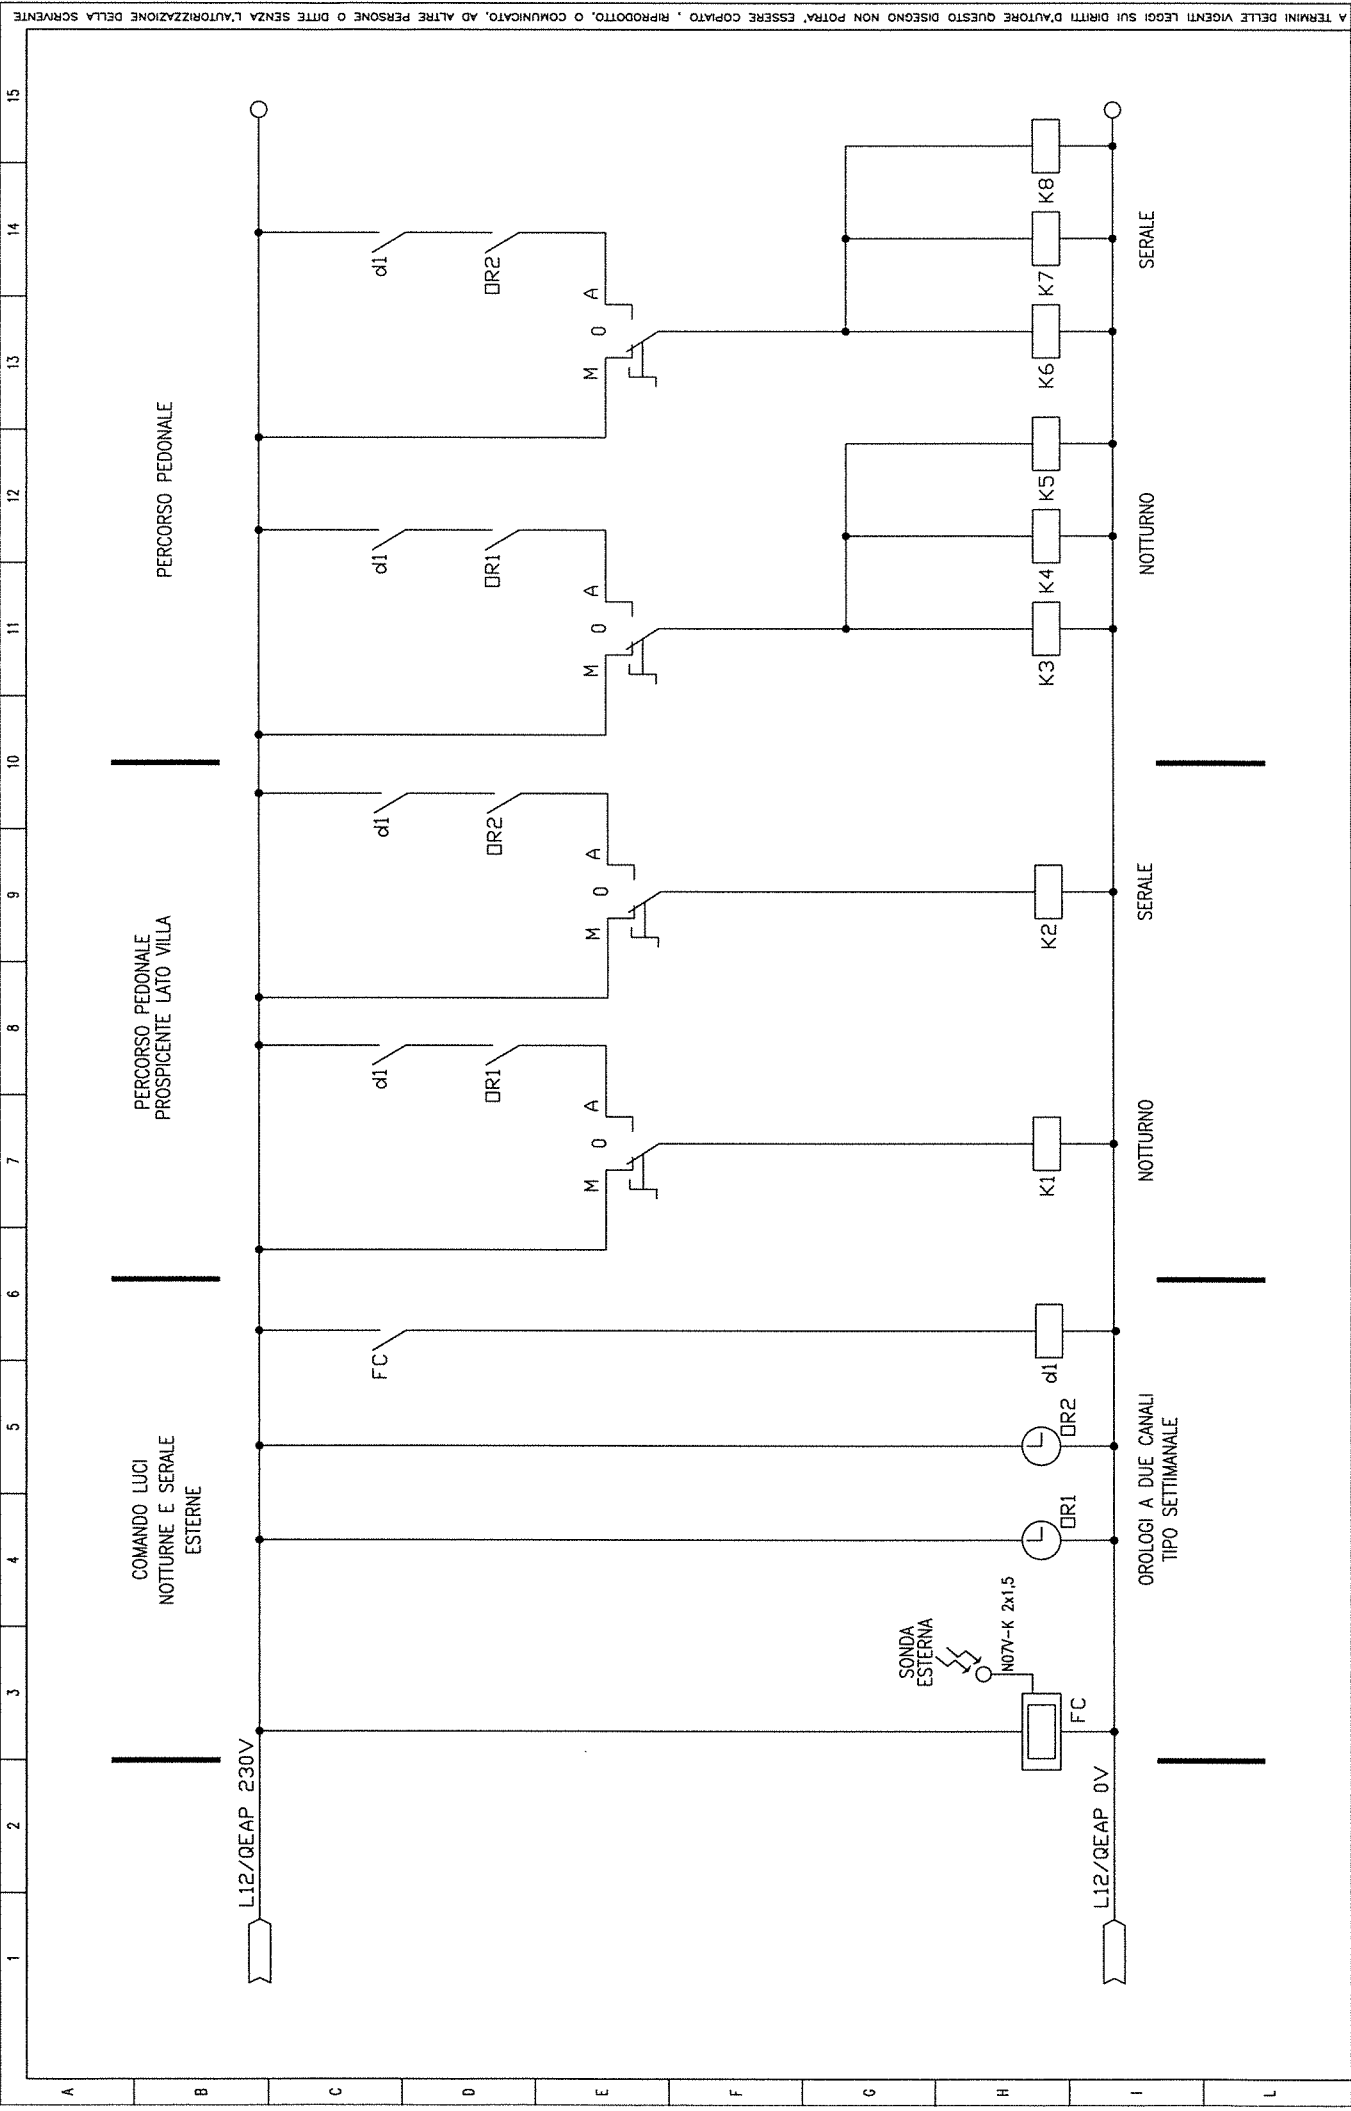 1 2 3 4 5 6 7 8 9 10 11 12 13 14 15
A
B
C
D
E
F
G
H
I
L
COMANDO LUCI
NOTTURNE E SERALE
ESTERNE
PERCORSO PEDONALE
PROSPICENTE LATO VILLA
PERCORSO PEDONALE
L12/QEAP 230V
FC
d1
OR1
d1
OR2
d1
OR1
d1
OR2
M O A
M O A
M O A
M O A
SONDA
ESTERNA
N07V-K 2x1,5
FC
OR1
OR2
d1
K1
K2
K3
K4
K5
K6
K7
K8
L12/QEAP 0V
OROLOGI A DUE CANALI
TIPO SETTIMANALE
NOTTURNO
SERALE
NOTTURNO
SERALE
A TERMINI DELLE VIGENTI LEGGI SUI DIRITTI D'AUTORE QUESTO DISEGNO NON POTRA' ESSERE COPIATO , RIPRODOTTO, O COMUNICATO, AD ALTRE PERSONE O DITTE SENZA L'AUTORIZZAZIONE DELLA SCRIVENTE